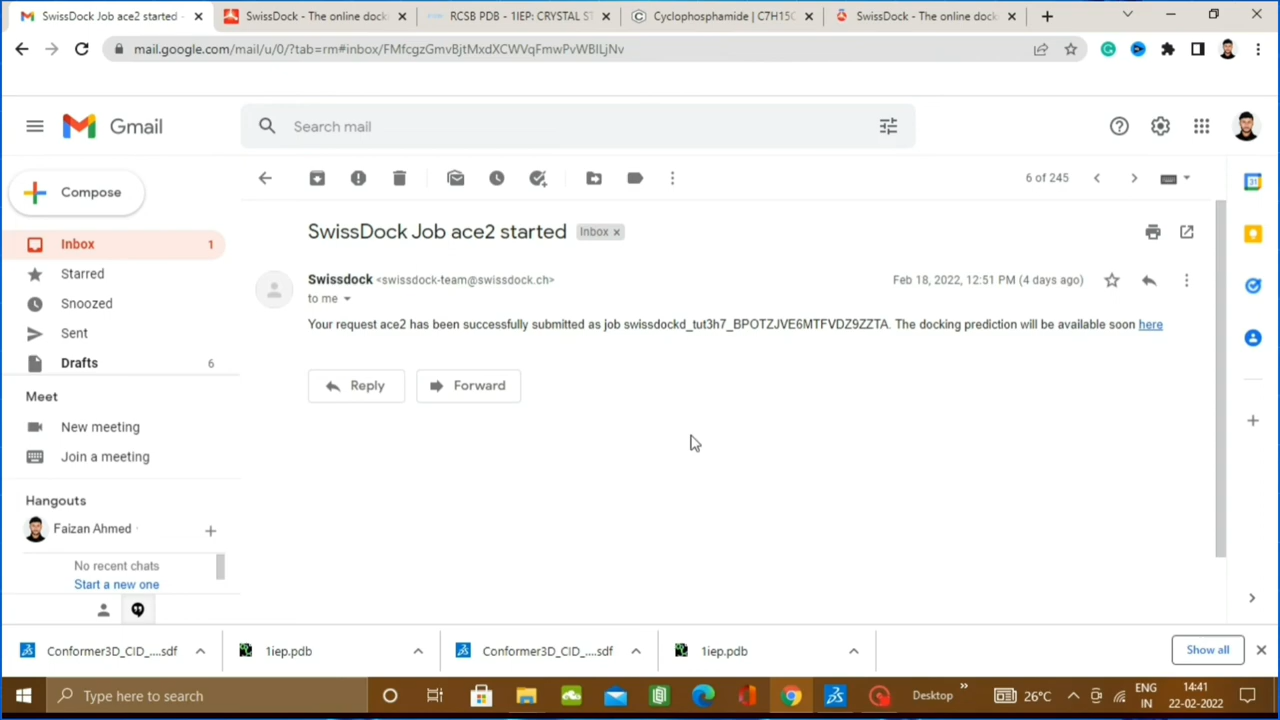 SwissDock Job ace2 started -
SwissDock - The online dock
RCSB PDB - 1IEP: CRYSTAL ST
Cyclophosphamide | C7H15C
SwissDock - The online dock
mail.google.com/mail/u/0/?tab=rm#inbox/FMfcgzGmvBjtMxdXCWVqFmwPvWBlLjNv
Gmail
Search mail
Compose
6 of 245
SwissDock Job ace2 started Inbox ×
Inbox 1
Starred
Snoozed
Sent
Drafts 6
Swissdock <swissdock-team@swissdock.ch> Feb 18, 2022, 12:51 PM (4 days ago)
to me
Your request ace2 has been successfully submitted as job swissdockd_tut3h7_BPOTZJVE6MTFVDZ9ZZTA. The docking prediction will be available soon here
Reply Forward
Meet
New meeting
Join a meeting
Hangouts
Faizan Ahmed
No recent chats
Start a new one
Conformer3D_CID_....sdf
1iep.pdb
Conformer3D_CID_....sdf
1iep.pdb
Show all
Type here to search
Desktop
26°C
ENG
IN
14:41
22-02-2022
31